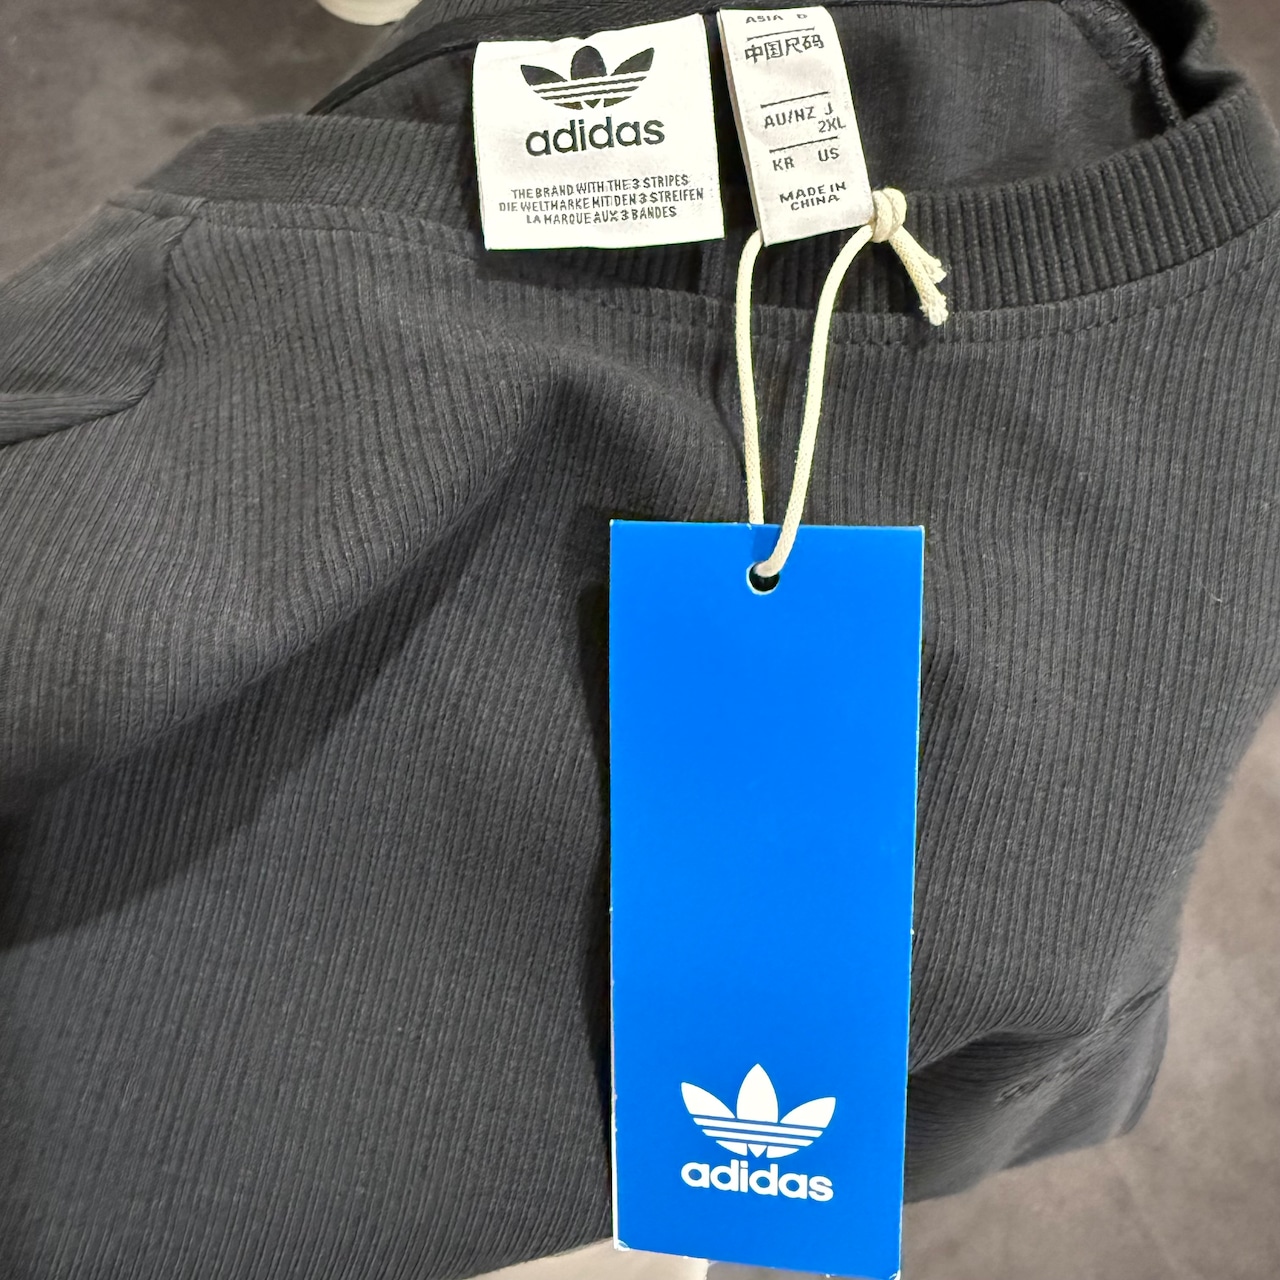 adidas
THE BRAND WITH THE 3 STRIPES
DIE WELTMARKE MIT DEN 3 STREIFEN
LA MARQUE AUX 3 BANDES
ASIA
中国尺码
AU/NZ J
2XL
KR US
MADE IN
CHINA
adidas